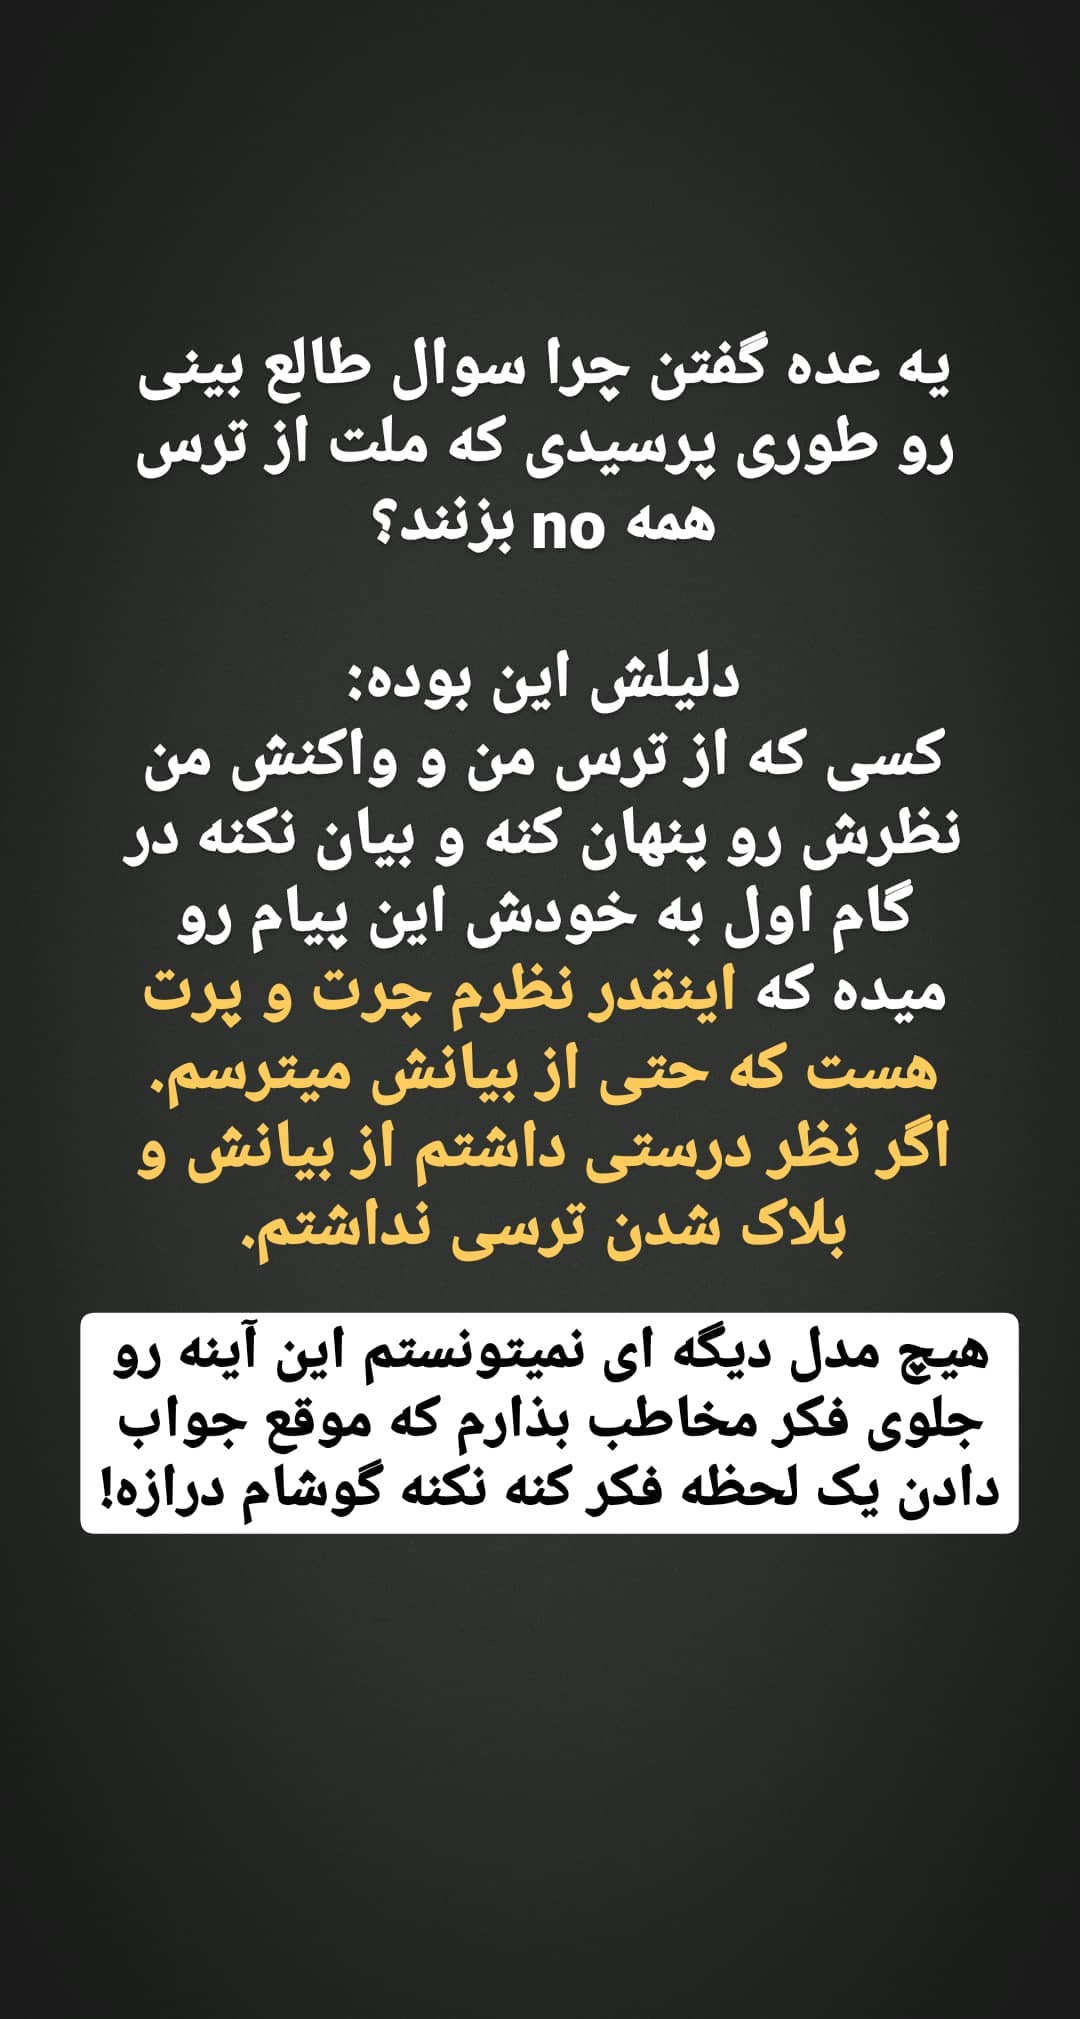 یه عده گفتن چرا سوال طالع بینی
رو طوری پرسیدی که ملت از ترس
همه no بزنند؟
دلیلش این بوده:
کسی که از ترس من و واکنش من
نظرش رو پنهان کنه و بیان نکنه در
گام اول به خودش این پیام رو
میده که اینقدر نظرم چرت و پرت
هست که حتی از بیانش میترسم.
اگر نظر درستی داشتم از بیانش و
بلاک شدن ترسی نداشتم.
هیچ مدل دیگه ای نمیتونستم این آینه رو
جلوی فکر مخاطب بذارم که موقع جواب
دادن یک لحظه فکر کنه نکنه گوشام درازه!